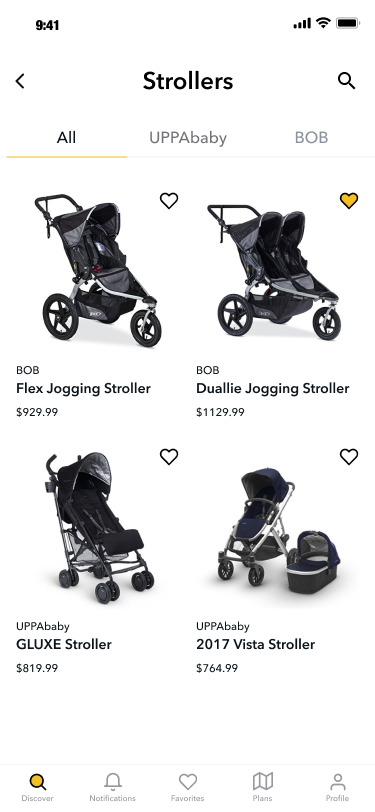 9:41
Strollers
All
UPPAbaby
BOB
BOB
Flex Jogging Stroller
$929.99
BOB
Duallie Jogging Stroller
$1129.99
UPPAbaby
GLUXE Stroller
$819.99
UPPAbaby
2017 Vista Stroller
$764.99
Discover
Notifications
Favorites
Plans
Profile